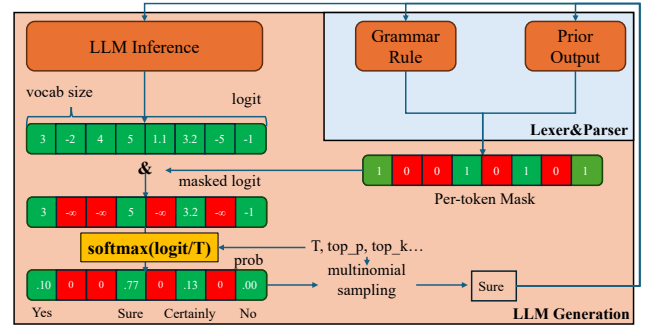 LLM Inference
Grammar
Rule
Prior
Output
vocab size
logit
3 -2 4 5 1.1 3.2 -5 -1
Lexer&Parser
&
masked logit
1 0 0 1 0 1 0 1
Per-token Mask
3 -∞ -∞ 5 -∞ 3.2 -∞ -1
softmax(logit/T)
T, top_p, top_k…
prob
multinomial
sampling
.10 0 0 .77 0 .13 0 .00
Sure
Yes Sure Certainly No
LLM Generation